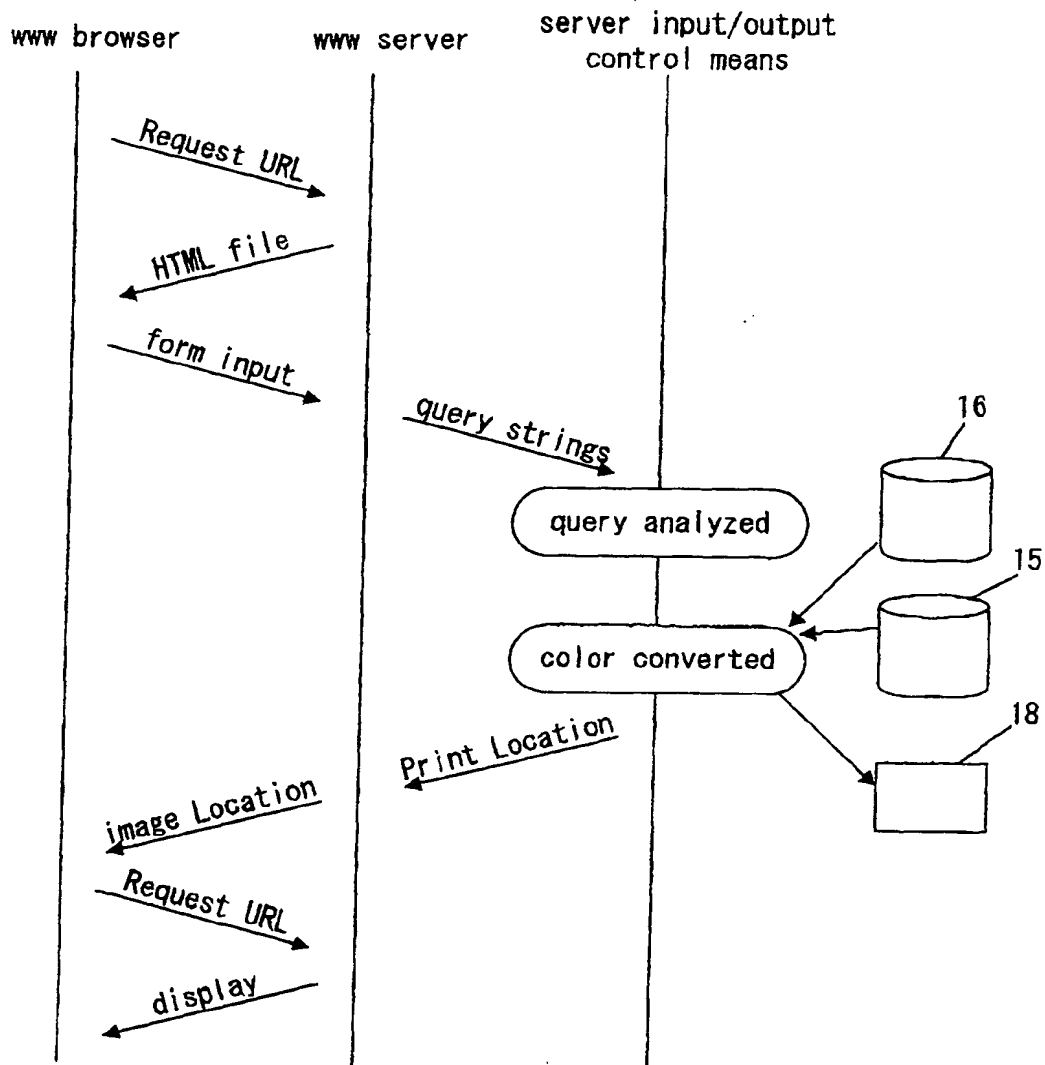 www browser
www server
server input/output
control means
Request URL
HTML file
form input
query strings
16
query analyzed
15
color converted
18
Print Location
image Location
Request URL
display